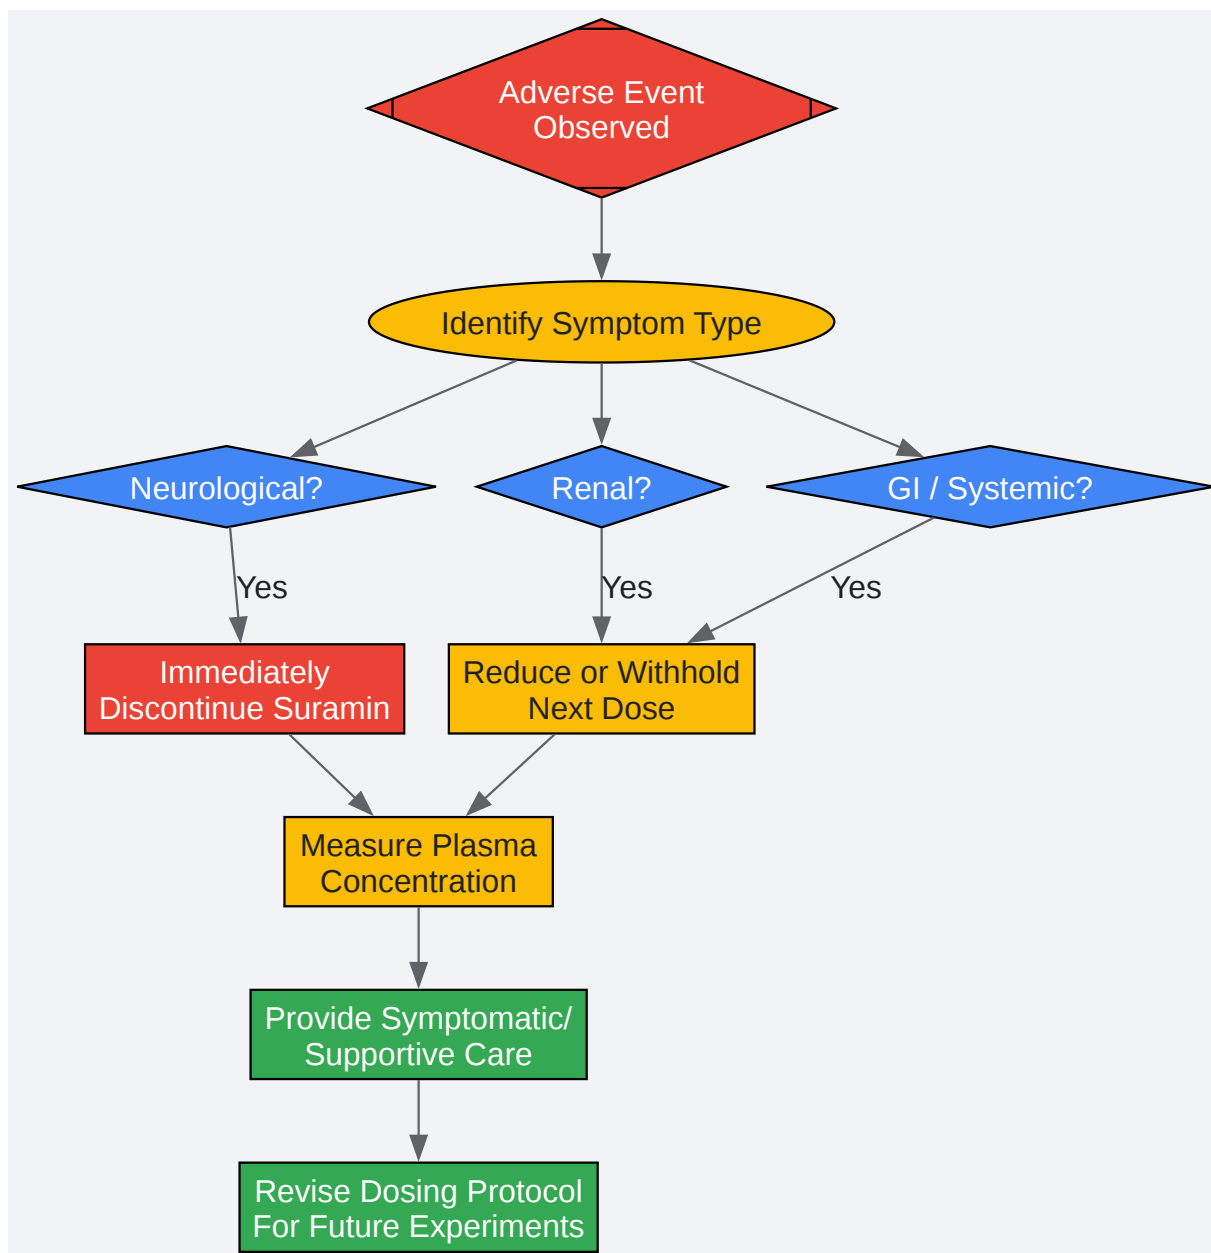 Adverse Event
Observed
Identify Symptom Type
Neurological?
Renal?
GI / Systemic?
Yes
Yes
Yes
Immediately
Discontinue Suramin
Reduce or Withhold
Next Dose
Measure Plasma
Concentration
Provide Symptomatic/
Supportive Care
Revise Dosing Protocol
For Future Experiments